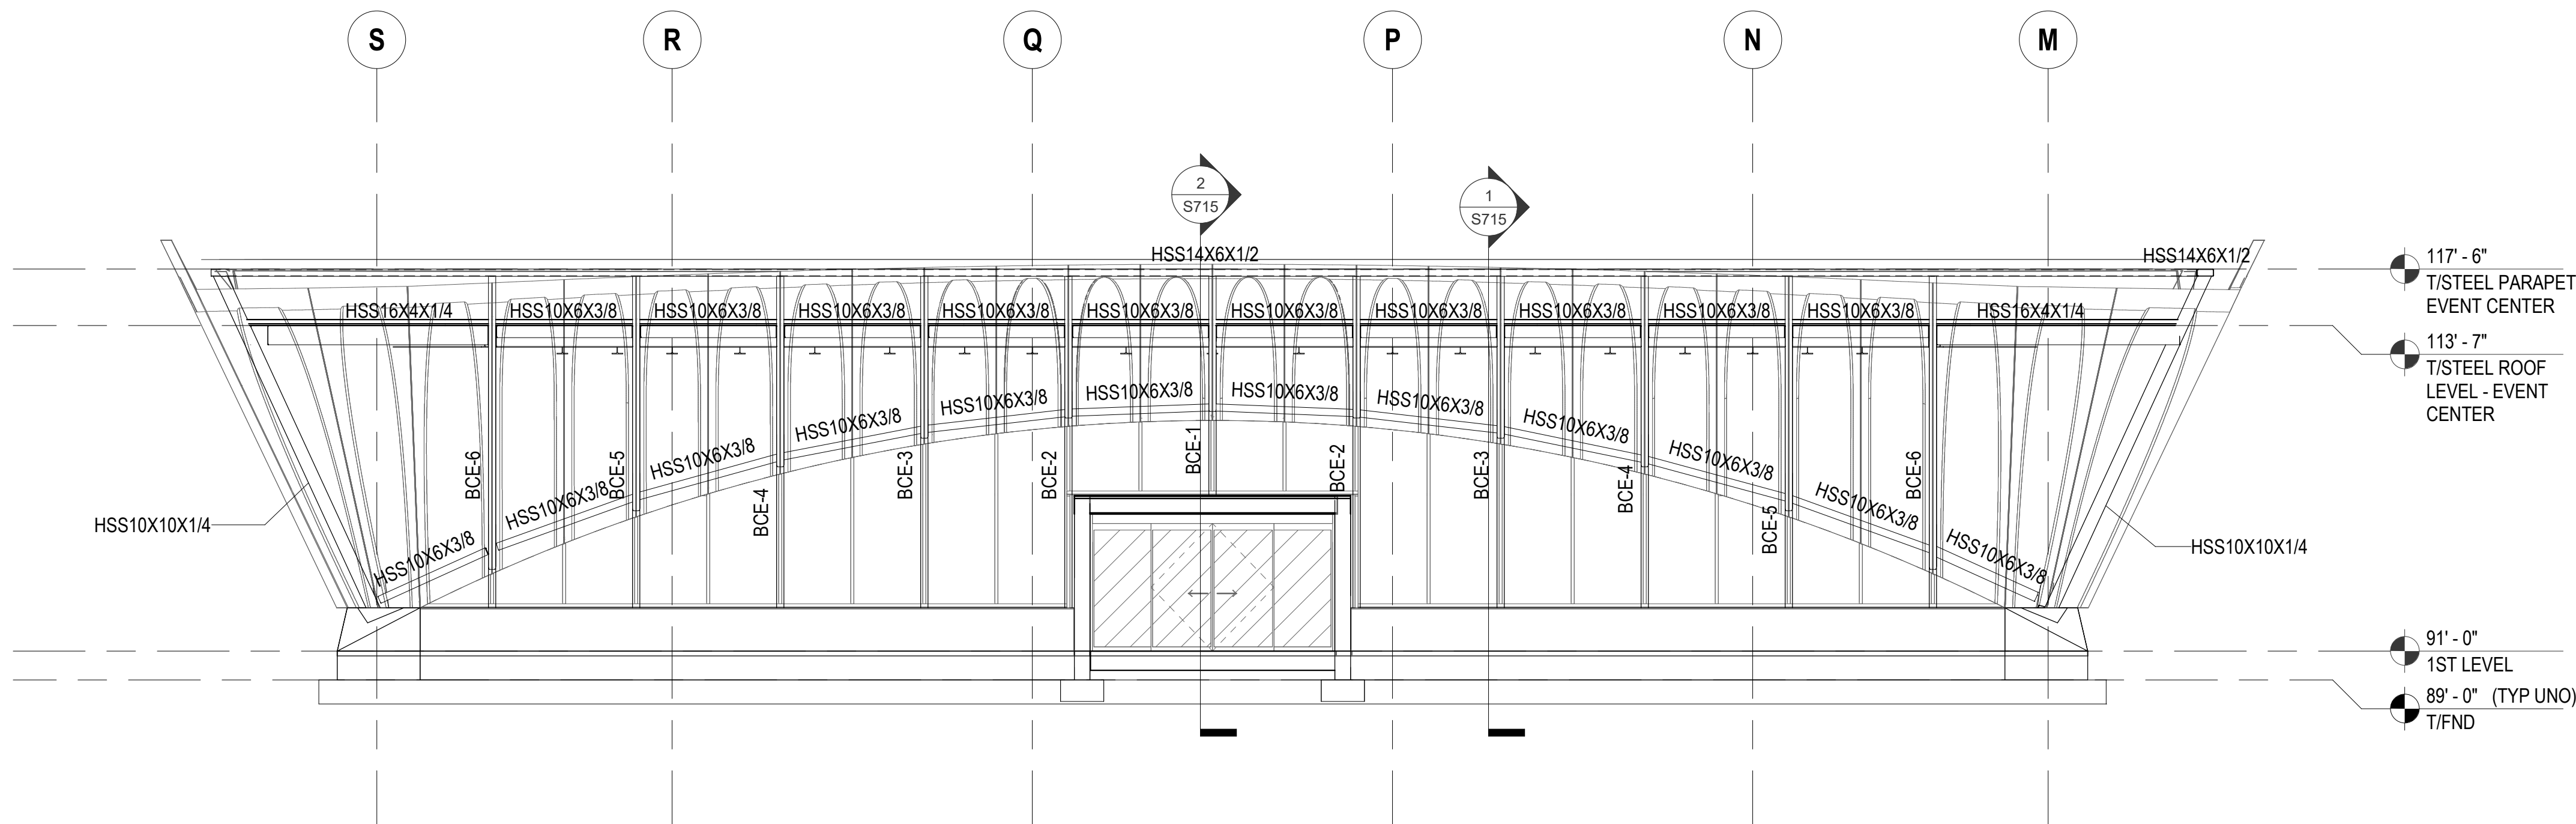 S
R
Q
P
N
M
2
S715
1
S715
HSS14X6X1/2
HSS14X6X1/2
117' - 6"
T/STEEL PARAPET
EVENT CENTER
HSS16X4X1/4
HSS10X6X3/8
HSS10X6X3/8
HSS10X6X3/8
HSS10X6X3/8
HSS10X6X3/8
HSS10X6X3/8
HSS10X6X3/8
HSS10X6X3/8
HSS10X6X3/8
HSS10X6X3/8
HSS16X4X1/4
113' - 7"
T/STEEL ROOF
LEVEL - EVENT
CENTER
HSS10X6X3/8
HSS10X6X3/8
HSS10X6X3/8
HSS10X6X3/8
HSS10X6X3/8
HSS10X6X3/8
HSS10X6X3/8
HSS10X6X3/8
HSS10X6X3/8
HSS10X6X3/8
HSS10X6X3/8
HSS10X6X3/8
BCE-6
BCE-5
BCE-4
BCE-3
BCE-2
BCE-1
BCE-2
BCE-3
BCE-4
BCE-5
BCE-6
HSS10X10X1/4
HSS10X10X1/4
91' - 0"
1ST LEVEL
89' - 0" (TYP UNO)
T/FND